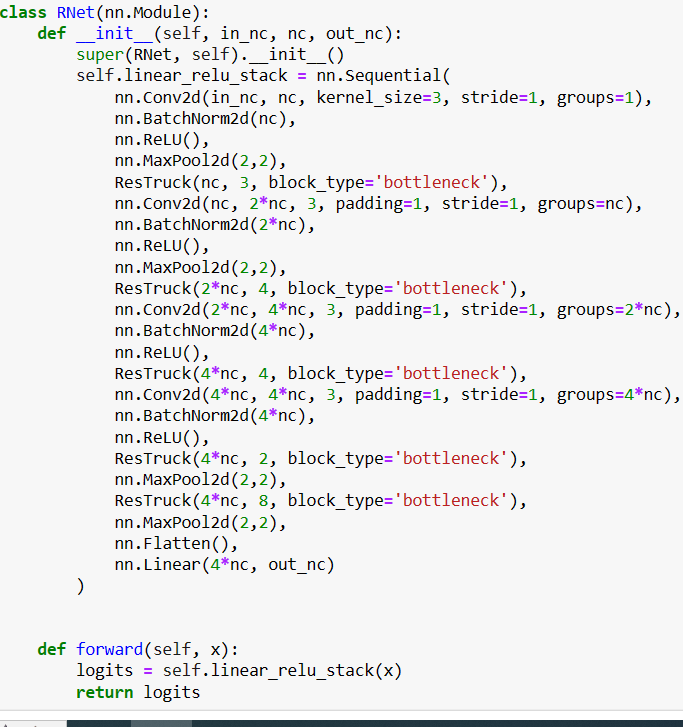 class RNet(nn.Module):
    def __init__(self, in_nc, nc, out_nc):
        super(RNet, self).__init__()
        self.linear_relu_stack = nn.Sequential(
            nn.Conv2d(in_nc, nc, kernel_size=3, stride=1, groups=1),
            nn.BatchNorm2d(nc),
            nn.ReLU(),
            nn.MaxPool2d(2,2),
            ResTruck(nc, 3, block_type='bottleneck'),
            nn.Conv2d(nc, 2*nc, 3, padding=1, stride=1, groups=nc),
            nn.BatchNorm2d(2*nc),
            nn.ReLU(),
            nn.MaxPool2d(2,2),
            ResTruck(2*nc, 4, block_type='bottleneck'),
            nn.Conv2d(2*nc, 4*nc, 3, padding=1, stride=1, groups=2*nc),
            nn.BatchNorm2d(4*nc),
            nn.ReLU(),
            ResTruck(4*nc, 4, block_type='bottleneck'),
            nn.Conv2d(4*nc, 4*nc, 3, padding=1, stride=1, groups=4*nc),
            nn.BatchNorm2d(4*nc),
            nn.ReLU(),
            ResTruck(4*nc, 2, block_type='bottleneck'),
            nn.MaxPool2d(2,2),
            ResTruck(4*nc, 8, block_type='bottleneck'),
            nn.MaxPool2d(2,2),
            nn.Flatten(),
            nn.Linear(4*nc, out_nc)
        )
    def forward(self, x):
        logits = self.linear_relu_stack(x)
        return logits